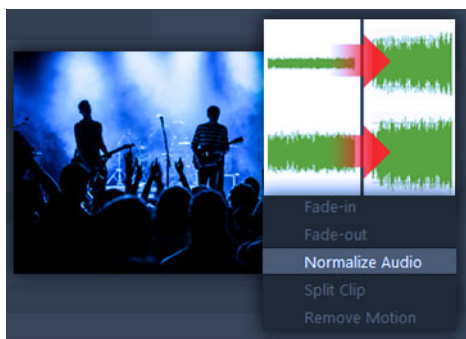 Fade-in
Fade-out
Normalize Audio
Split Clip
Remove Motion